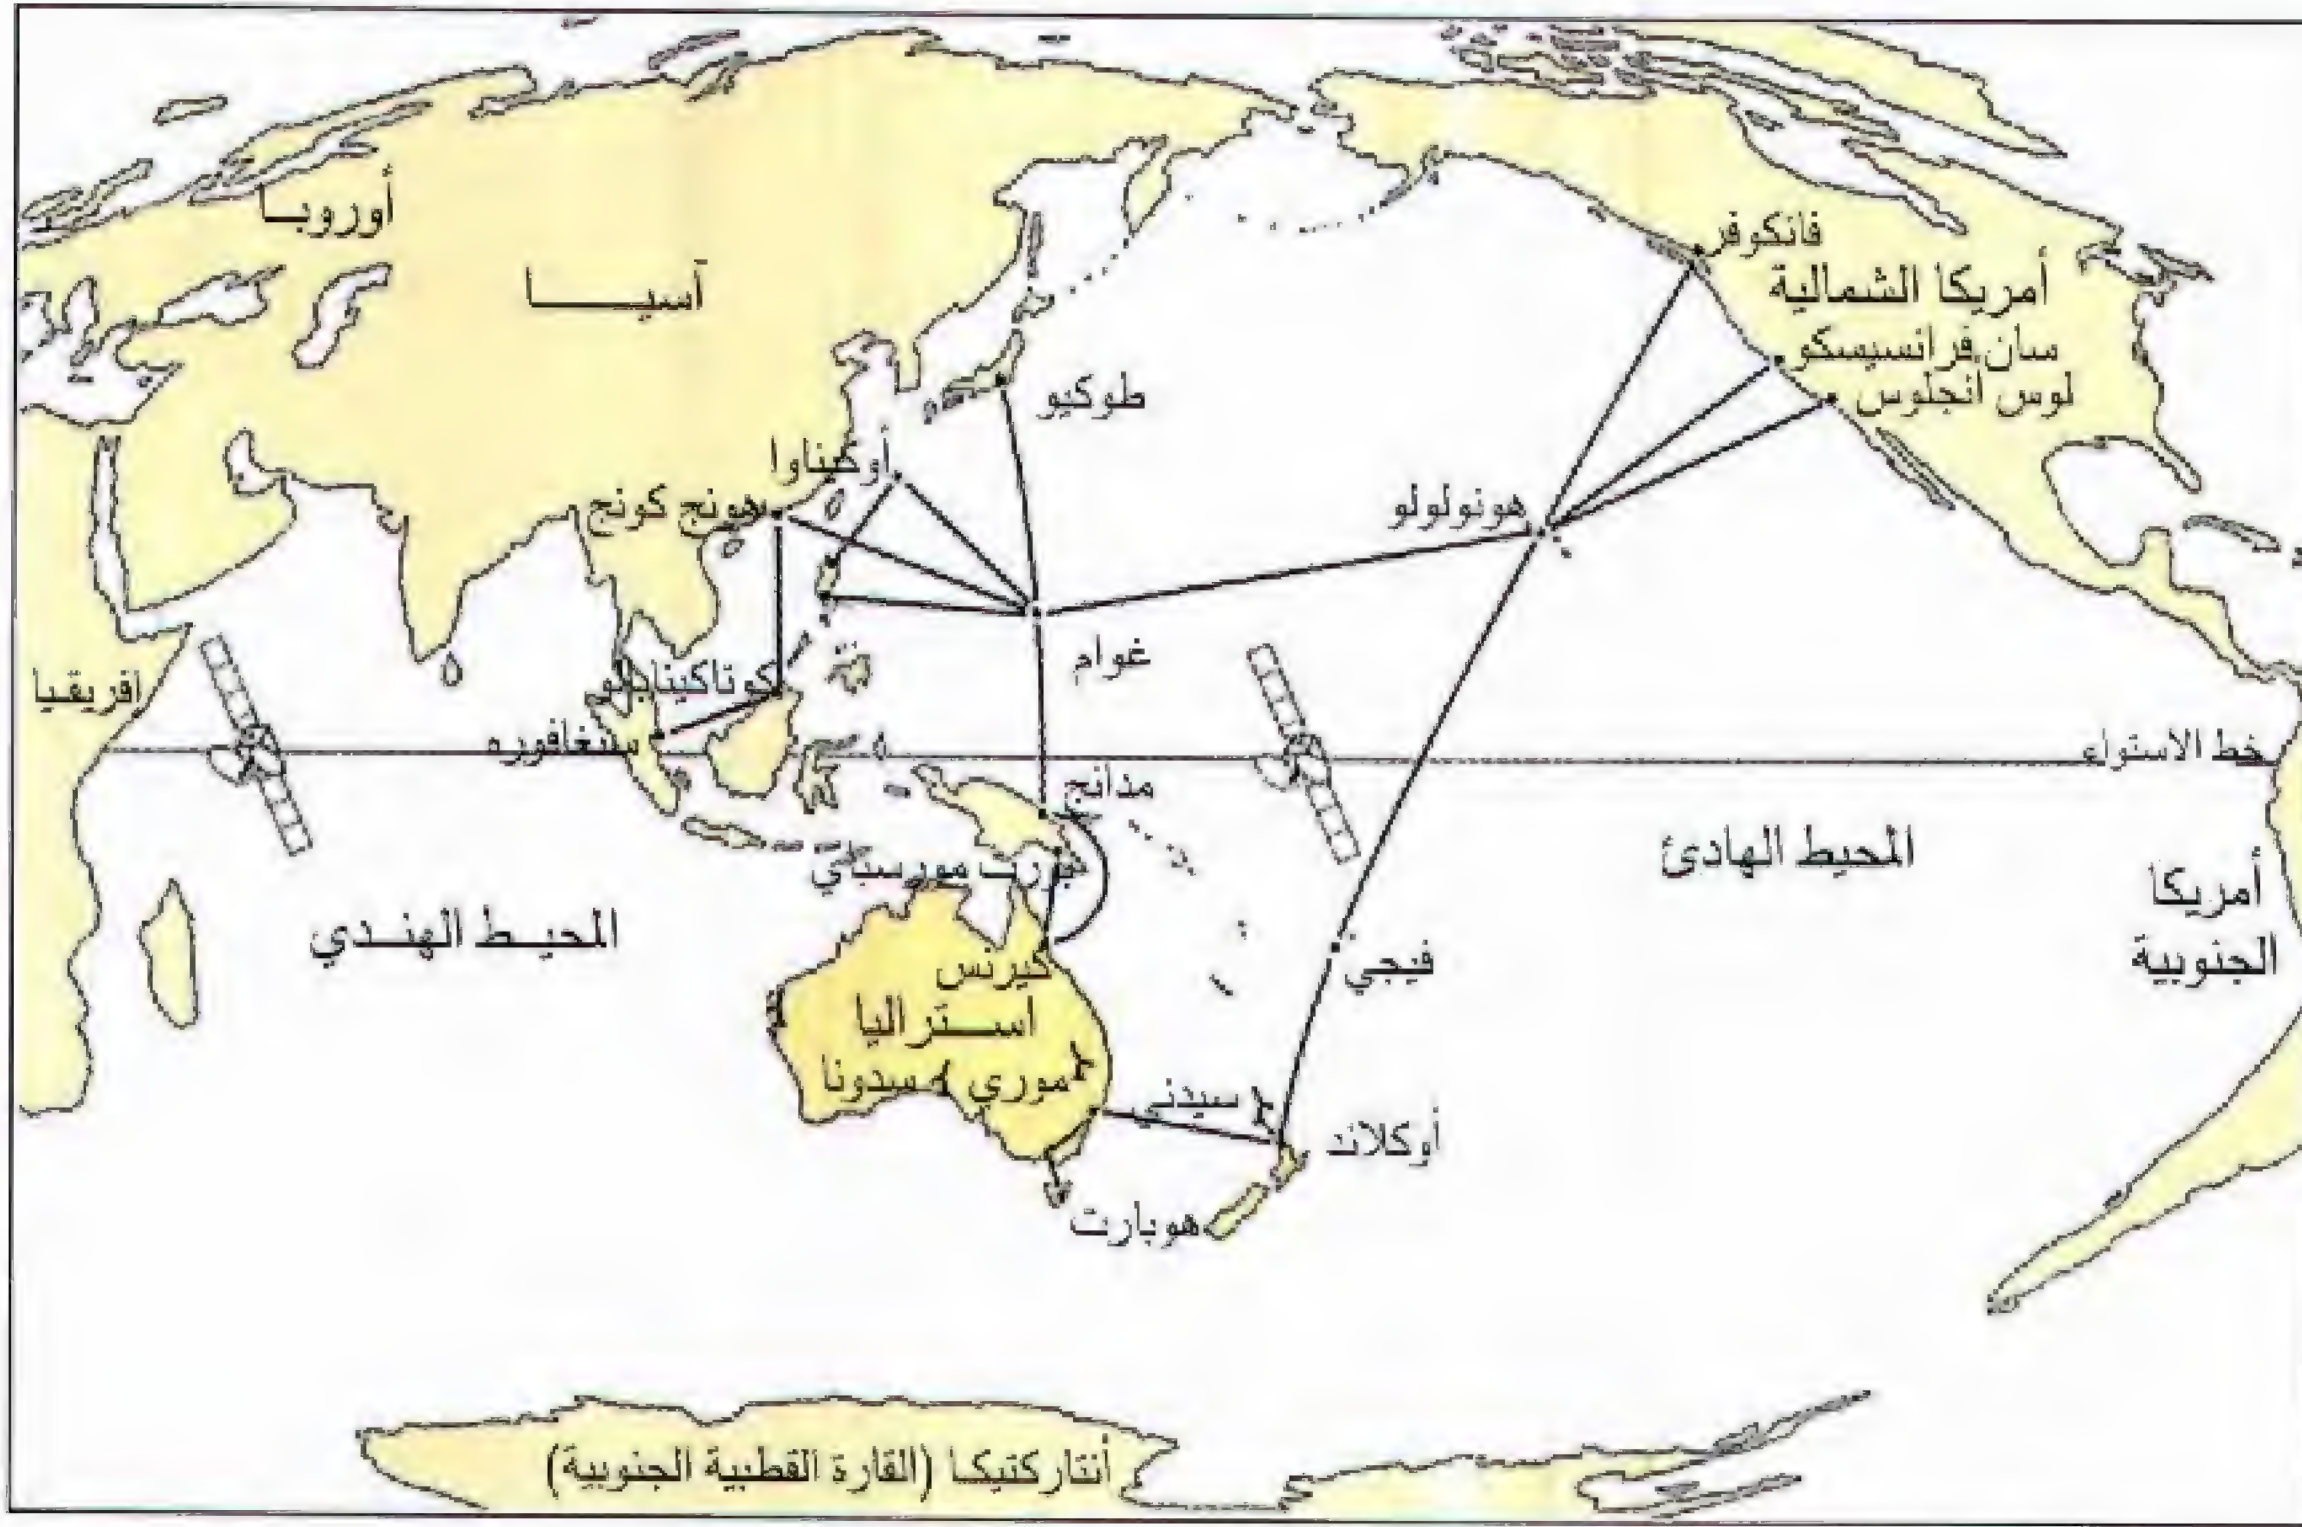 أوروبا
آسيا
فانكوفر
أمريكا الشمالية
سان فرانسيسكو
لوس انجلوس
طوكيو
أوكيناوا
هونج كونج
هونولولو
غوام
كوتاكينابالو
افريقيا
سنغافوره
خط الاستواء
مدانج
بورت مورسباي
المحيط الهادئ
أمريكا
الجنوبية
المحيط الهندي
كيرنس
فيجي
استراليا
موري
سدونا
سيدني
أوكلاند
هوبارت
أنتاركتيكا (القارة القطبية الجنوبية)